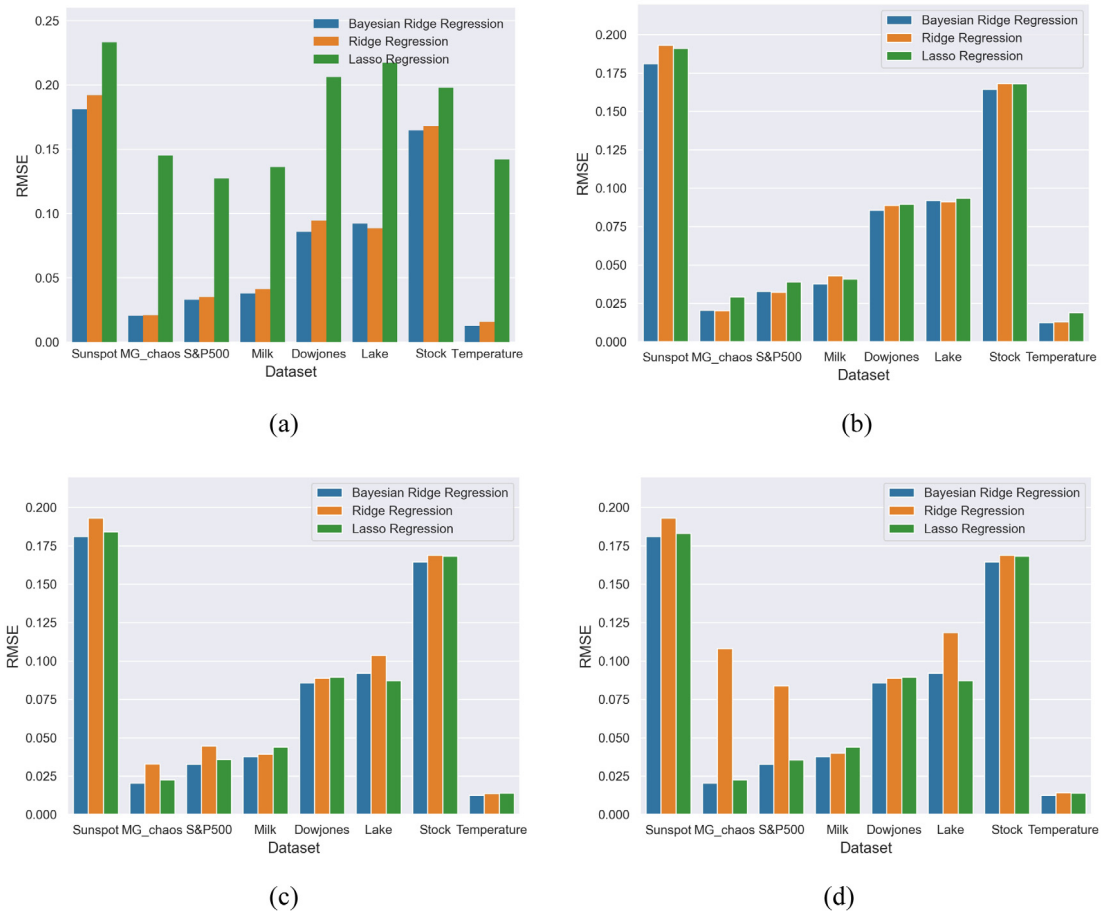 0.25
0.20
0.15
0.10
0.05
0.00
RMSE
Bayesian Ridge Regression
Ridge Regression
Lasso Regression
Sunspot MG_chaos S&P500 Milk Dowjones Lake Stock Temperature
Dataset
(a)
0.200
0.175
0.150
0.125
0.100
0.075
0.050
0.025
0.000
RMSE
Bayesian Ridge Regression
Ridge Regression
Lasso Regression
Sunspot MG_chaos S&P500 Milk Dowjones Lake Stock Temperature
Dataset
(b)
0.200
0.175
0.150
0.125
0.100
0.075
0.050
0.025
0.000
RMSE
Bayesian Ridge Regression
Ridge Regression
Lasso Regression
Sunspot MG_chaos S&P500 Milk Dowjones Lake Stock Temperature
Dataset
(c)
0.200
0.175
0.150
0.125
0.100
0.075
0.050
0.025
0.000
RMSE
Bayesian Ridge Regression
Ridge Regression
Lasso Regression
Sunspot MG_chaos S&P500 Milk Dowjones Lake Stock Temperature
Dataset
(d)